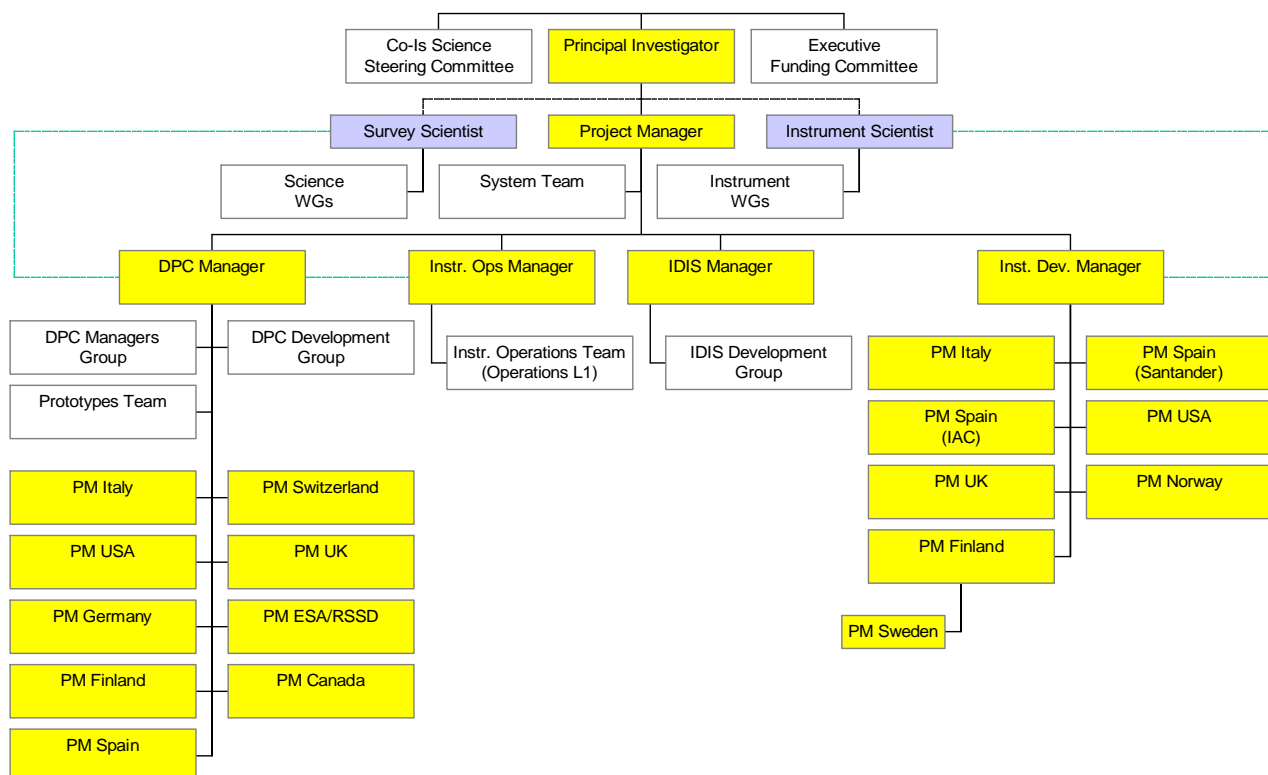 Co-Is Science
Steering Committee
Principal Investigator
Executive
Funding Committee
Survey Scientist
Project Manager
Instrument Scientist
Science
WGs
System Team
Instrument
WGs
DPC Manager
Instr. Ops Manager
IDIS Manager
Inst. Dev. Manager
DPC Managers
Group
DPC Development
Group
Instr. Operations Team
(Operations L1)
IDIS Development
Group
PM Italy
PM Spain
(Santander)
Prototypes Team
PM Spain
(IAC)
PM USA
PM Italy
PM Switzerland
PM UK
PM Norway
PM USA
PM UK
PM Finland
PM Germany
PM ESA/RSSD
PM Sweden
PM Finland
PM Canada
PM Spain